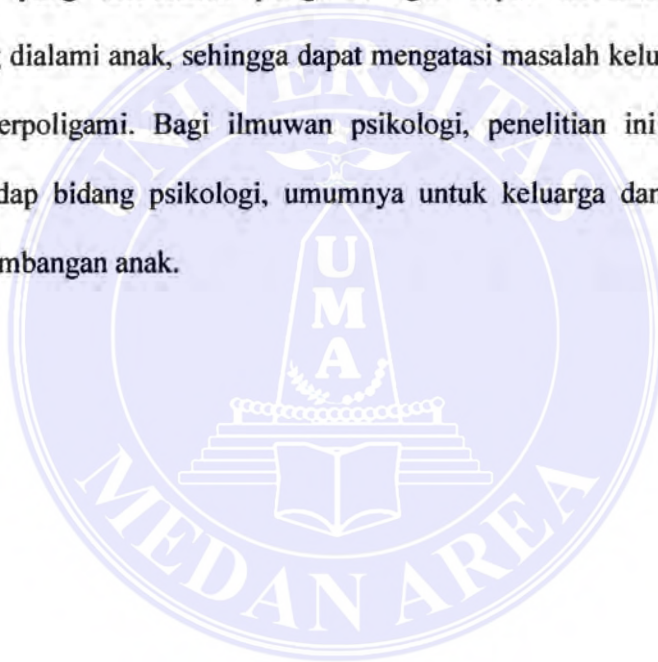 dialami anak, sehingga dapat mengatasi masalah kelu
erpoligami. Bagi ilmuwan psikologi, penelitian ini
dap bidang psikologi, umumnya untuk keluarga dan
mbangan anak.
UNIVERSITAS
UMA
MEDAN AREA